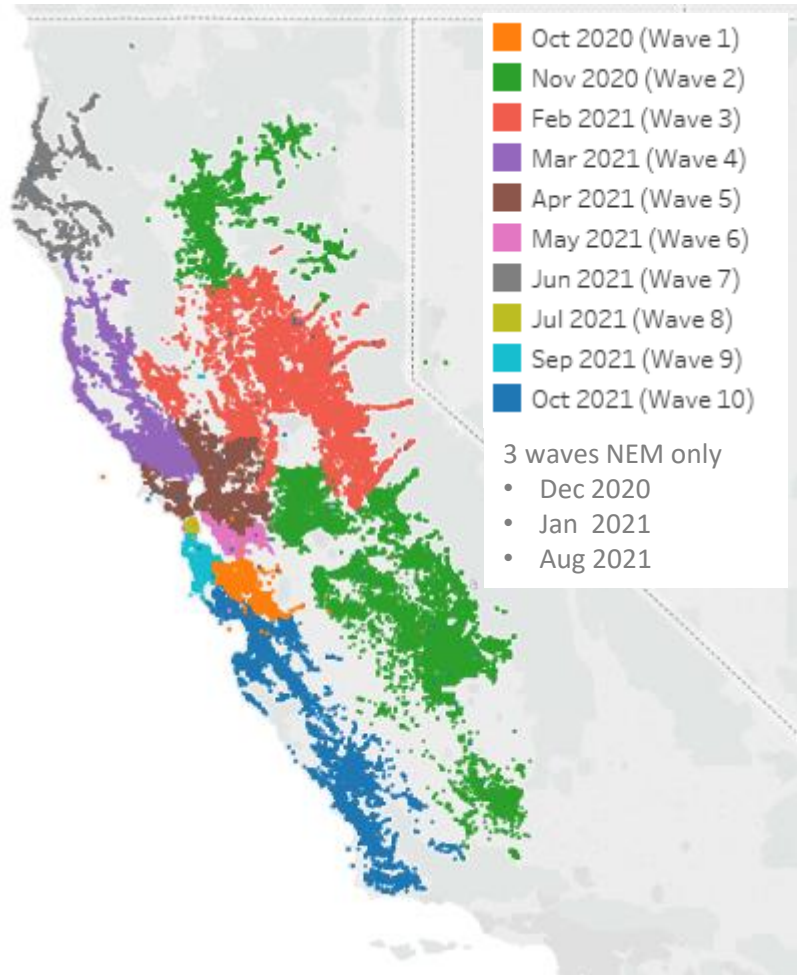 Oct 2020 (Wave 1)
Nov 2020 (Wave 2)
Feb 2021 (Wave 3)
Mar 2021 (Wave 4)
Apr 2021 (Wave 5)
May 2021 (Wave 6)
Jun 2021 (Wave 7)
Jul 2021 (Wave 8)
Sep 2021 (Wave 9)
Oct 2021 (Wave 10)
3 waves NEM only
• Dec 2020
• Jan 2021
• Aug 2021